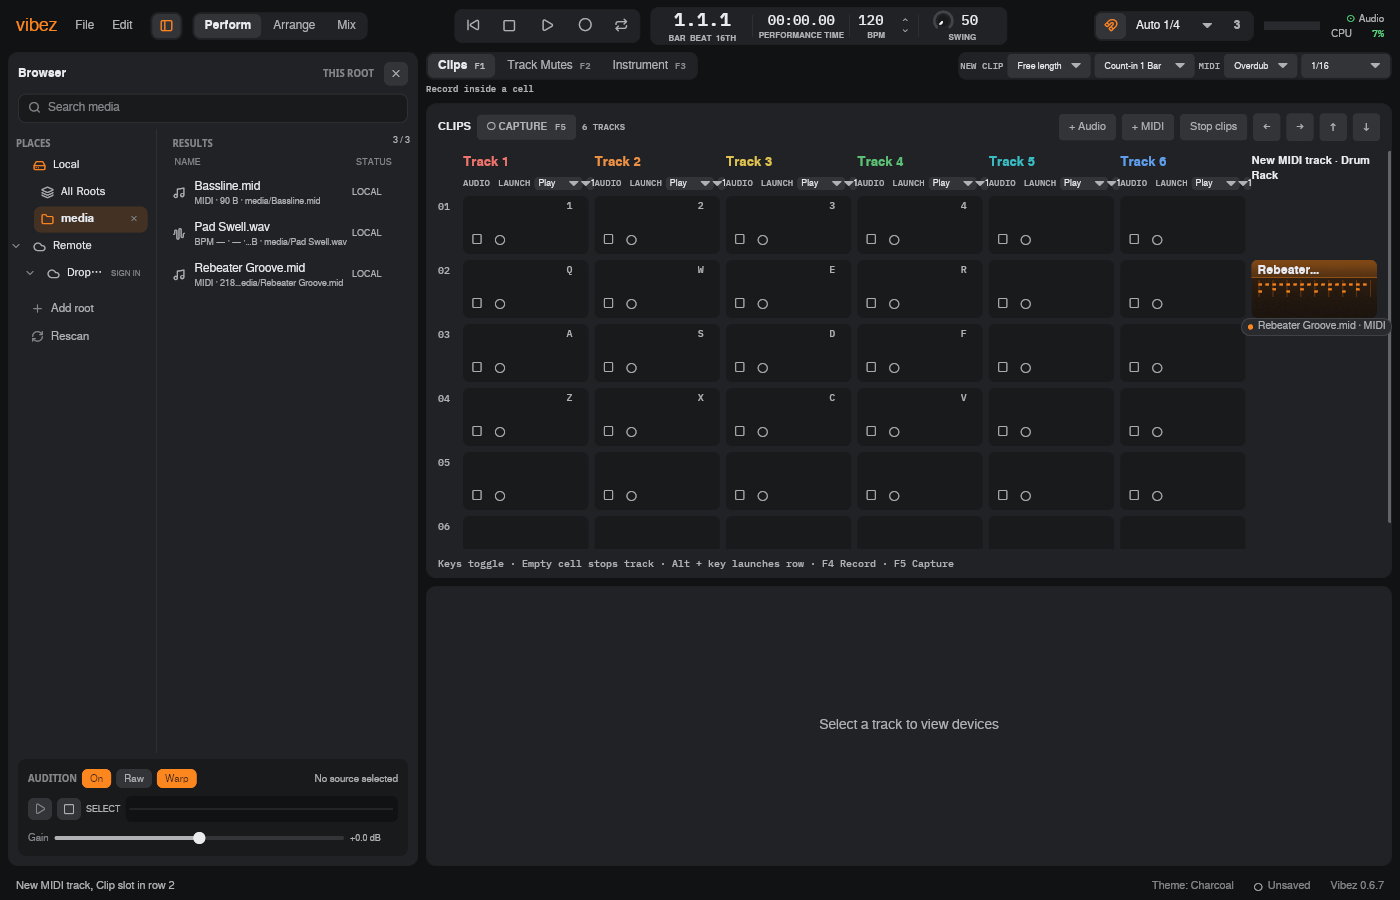 vibez File Edit Perform Arrange Mix
1.1.1 00:00.00 120 50
BAR BEAT 16TH PERFORMANCE TIME BPM SWING
Auto 1/4 3
Audio
CPU 7%
Browser THIS ROOT
Search media
PLACES
Local
All Roots
media
Remote
Drop··· SIGN IN
Add root
Rescan
RESULTS 3 / 3
NAME STATUS
Bassline.mid
MIDI · 90 B · media/Bassline.mid LOCAL
Pad Swell.wav
BPM — · — ·...B · media/Pad Swell.wav LOCAL
Rebeater Groove.mid
MIDI · 218...edia/Rebeater Groove.mid LOCAL
AUDITION On Raw Warp No source selected
SELECT
Gain +0.0 dB
Clips F1 Track Mutes F2 Instrument F3
NEW CLIP Free length Count-in 1 Bar MIDI Overdub 1/16
Record inside a cell
CLIPS CAPTURE F5 6 TRACKS
+ Audio + MIDI Stop clips ← → ↑ ↓
Track 1 Track 2 Track 3 Track 4 Track 5 Track 6 New MIDI track · Drum
Rack
AUDIO LAUNCH Play 1 AUDIO LAUNCH Play 1 AUDIO LAUNCH Play 1 AUDIO LAUNCH Play 1 AUDIO LAUNCH Play 1 AUDIO LAUNCH Play 1
01 1 2 3 4
02 Q W E R
Rebeater...
Rebeater Groove.mid · MIDI
03 A S D F
04 Z X C V
05
06
Keys toggle · Empty cell stops track · Alt + key launches row · F4 Record · F5 Capture
Select a track to view devices
New MIDI track, Clip slot in row 2
Theme: Charcoal Unsaved Vibez 0.6.7